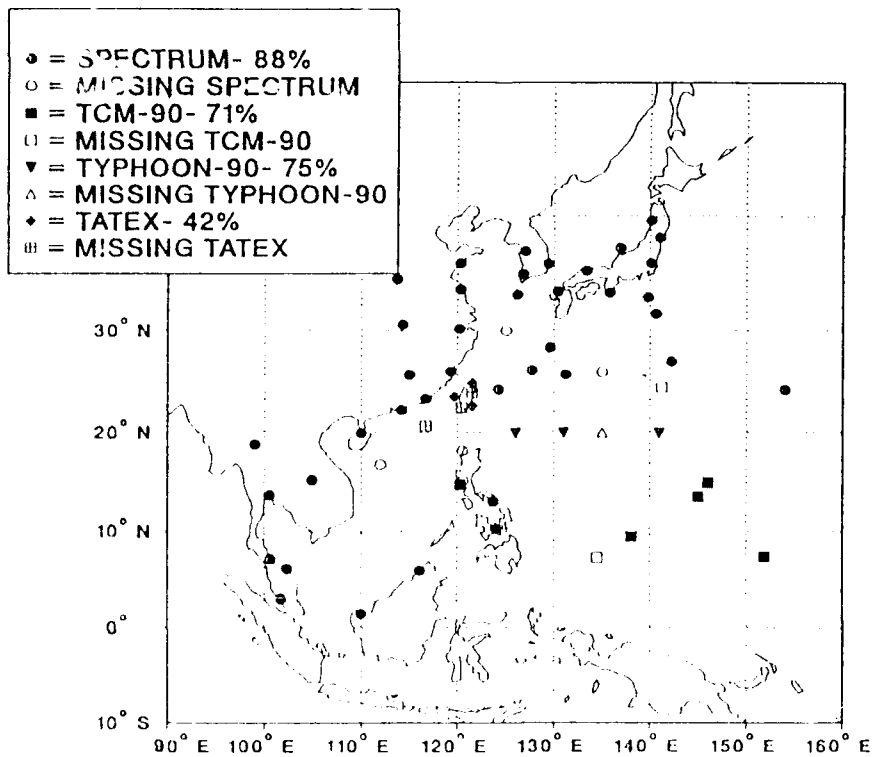 ● = SPECTRUM- 88%
○ = MISSING SPECTRUM
■ = TCM-90- 71%
□ = MISSING TCM-90
▼ = TYPHOON-90- 75%
△ = MISSING TYPHOON-90
◆ = TATEX- 42%
⊞ = MISSING TATEX
30° N
20° N
10° N
0°
10° S
90° E 100° E 110° E 120° E 130° E 140° E 150° E 160° E